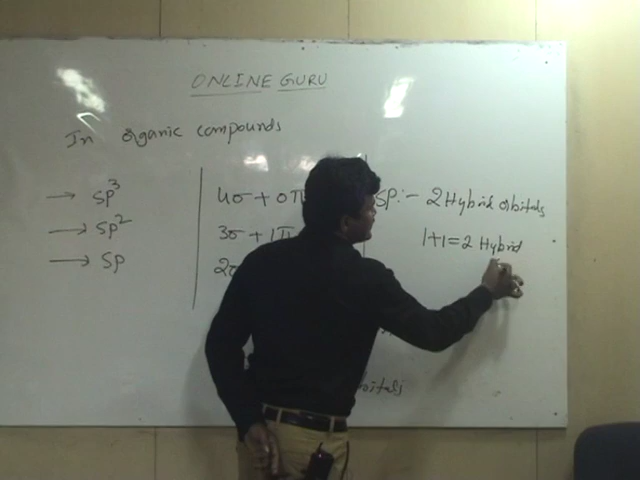 ONLINE GURU
In organic compounds
→ SP³
→ SP²
→ SP
4σ + 0π
3σ + 1π
2σ
SP:- 2 Hybrid orbitals
1+1=2 Hybrid